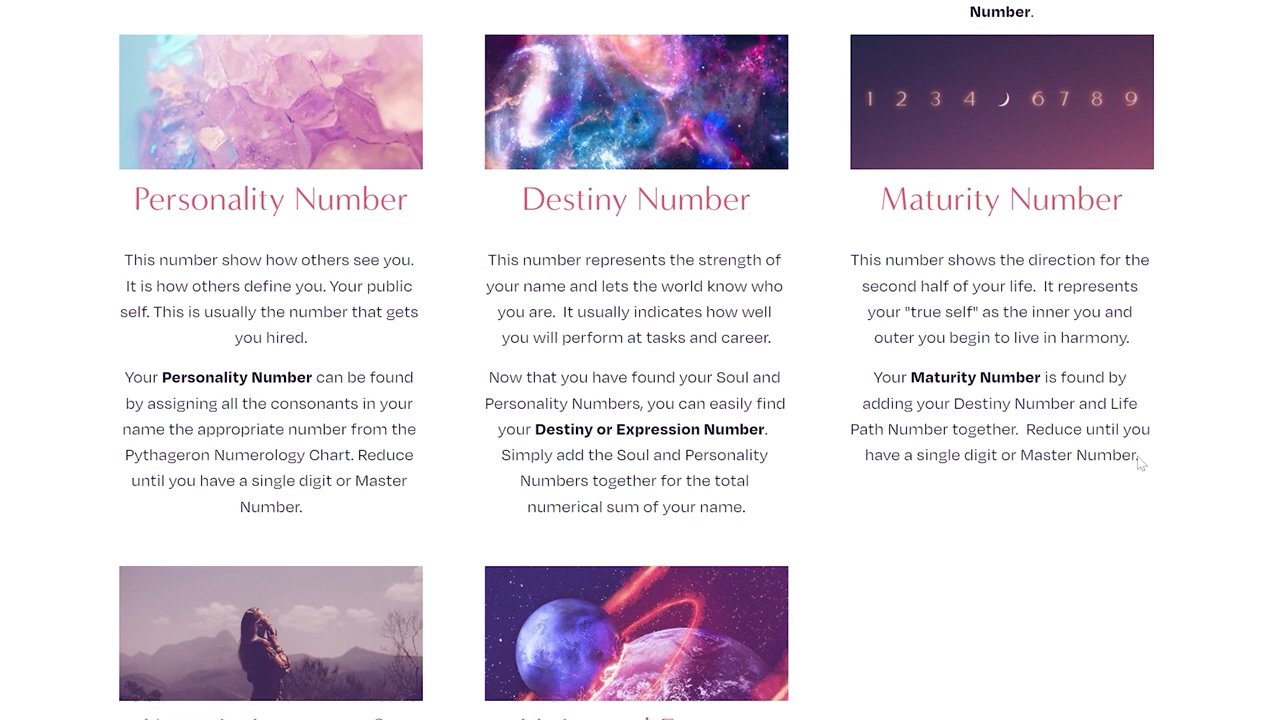 Number.
1 2 3 4 6 7 8 9
Personality Number
This number show how others see you.
It is how others define you. Your public
self. This is usually the number that gets
you hired.
Your Personality Number can be found
by assigning all the consonants in your
name the appropriate number from the
Pythageron Numerology Chart. Reduce
until you have a single digit or Master
Number.
Destiny Number
This number represents the strength of
your name and lets the world know who
you are. It usually indicates how well
you will perform at tasks and career.
Now that you have found your Soul and
Personality Numbers, you can easily find
your Destiny or Expression Number.
Simply add the Soul and Personality
Numbers together for the total
numerical sum of your name.
Maturity Number
This number shows the direction for the
second half of your life. It represents
your "true self" as the inner you and
outer you begin to live in harmony.
Your Maturity Number is found by
adding your Destiny Number and Life
Path Number together. Reduce until you
have a single digit or Master Number.